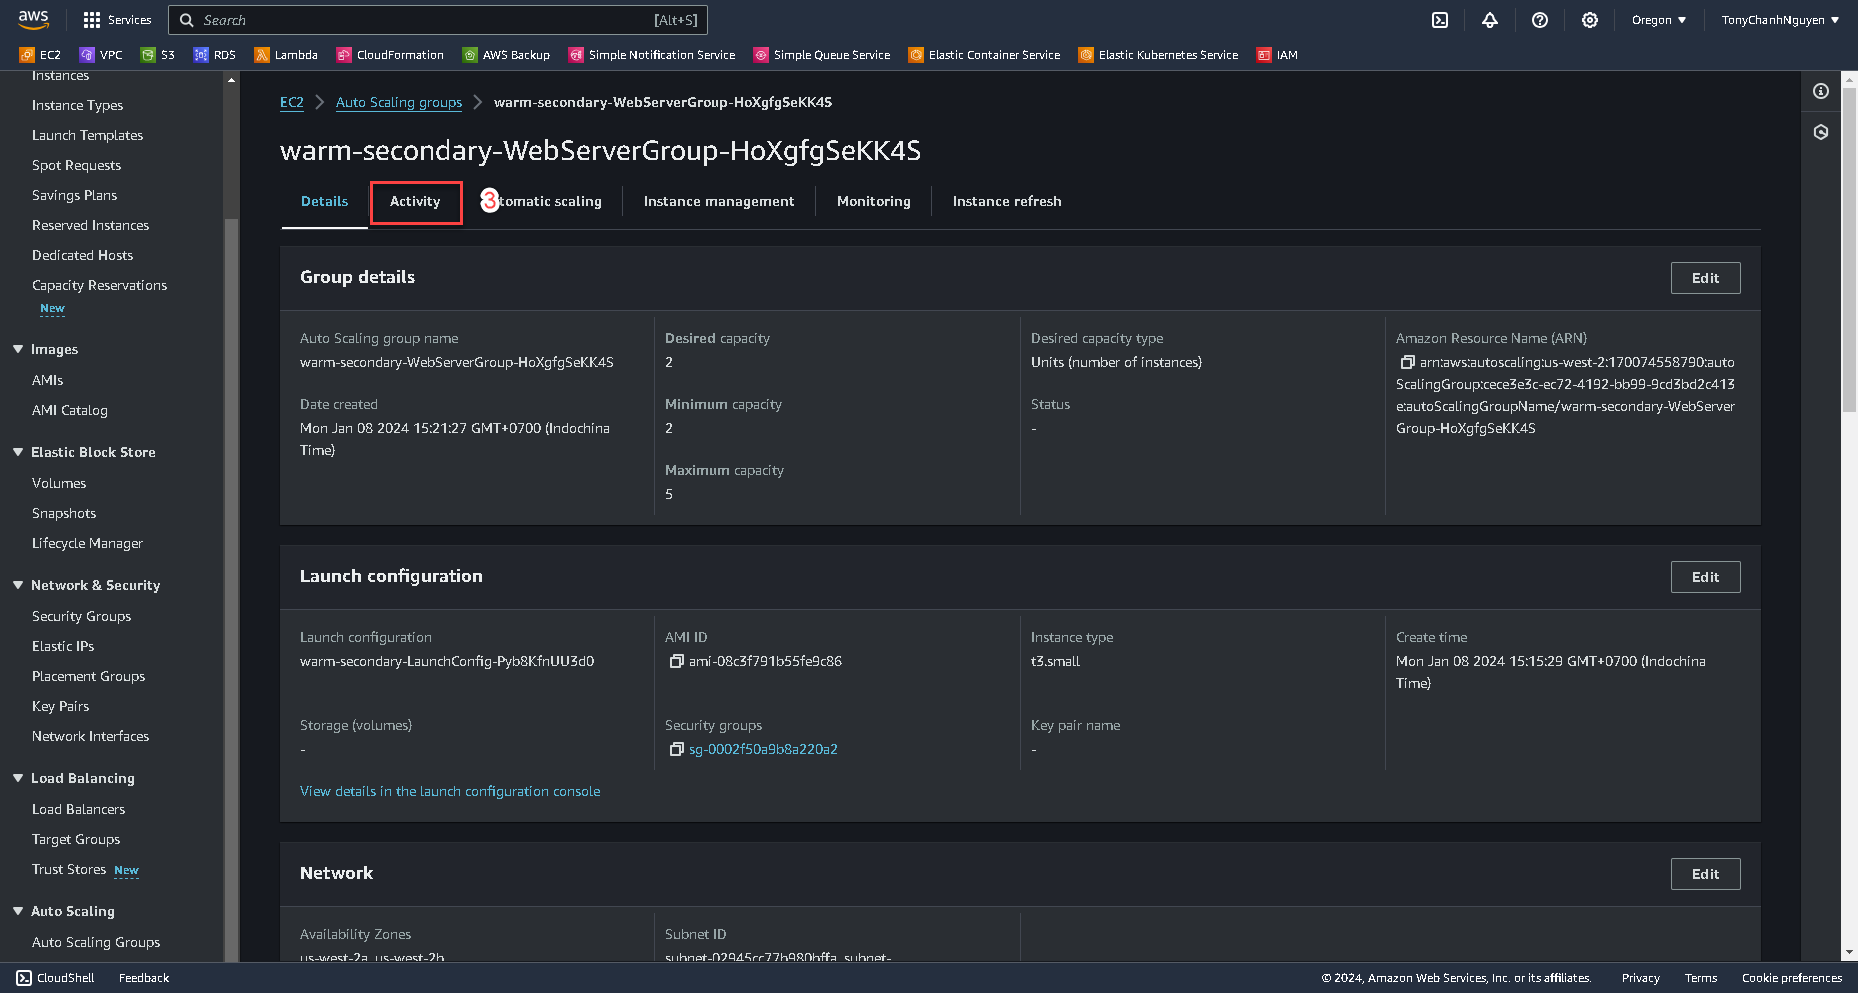 aws
Services
Search
[Alt+S]
Oregon
TonyChanhNguyen
EC2
VPC
S3
RDS
Lambda
CloudFormation
AWS Backup
Simple Notification Service
Simple Queue Service
Elastic Container Service
Elastic Kubernetes Service
IAM
Instances
Instance Types
Launch Templates
Spot Requests
Savings Plans
Reserved Instances
Dedicated Hosts
Capacity Reservations
New
Images
AMIs
AMI Catalog
Elastic Block Store
Volumes
Snapshots
Lifecycle Manager
Network & Security
Security Groups
Elastic IPs
Placement Groups
Key Pairs
Network Interfaces
Load Balancing
Load Balancers
Target Groups
Trust Stores New
Auto Scaling
Auto Scaling Groups
EC2
Auto Scaling groups
warm-secondary-WebServerGroup-HoXgfgSeKK4S
warm-secondary-WebServerGroup-HoXgfgSeKK4S
Details
Activity
3
tomatic scaling
Instance management
Monitoring
Instance refresh
Group details
Edit
Auto Scaling group name
warm-secondary-WebServerGroup-HoXgfgSeKK4S
Date created
Mon Jan 08 2024 15:21:27 GMT+0700 (Indochina
Time)
Desired capacity
2
Minimum capacity
2
Maximum capacity
5
Desired capacity type
Units (number of instances)
Status
-
Amazon Resource Name (ARN)
arn:aws:autoscaling:us-west-2:170074558790:auto
ScalingGroup:cece3e3c-ec72-4192-bb99-9cd3bd2c413
e:autoScalingGroupName/warm-secondary-WebServer
Group-HoXgfgSeKK4S
Launch configuration
Edit
Launch configuration
warm-secondary-LaunchConfig-Pyb8KfnUU3d0
Storage (volumes)
-
AMI ID
ami-08c3f791b55fe9c86
Security groups
sg-0002f50a9b8a220a2
Instance type
t3.small
Key pair name
-
Create time
Mon Jan 08 2024 15:15:29 GMT+0700 (Indochina
Time)
View details in the launch configuration console
Network
Edit
Availability Zones
us-west-2a, us-west-2b
Subnet ID
subnet-02945cc77b980bffa, subnet-
CloudShell
Feedback
© 2024, Amazon Web Services, Inc. or its affiliates.
Privacy
Terms
Cookie preferences